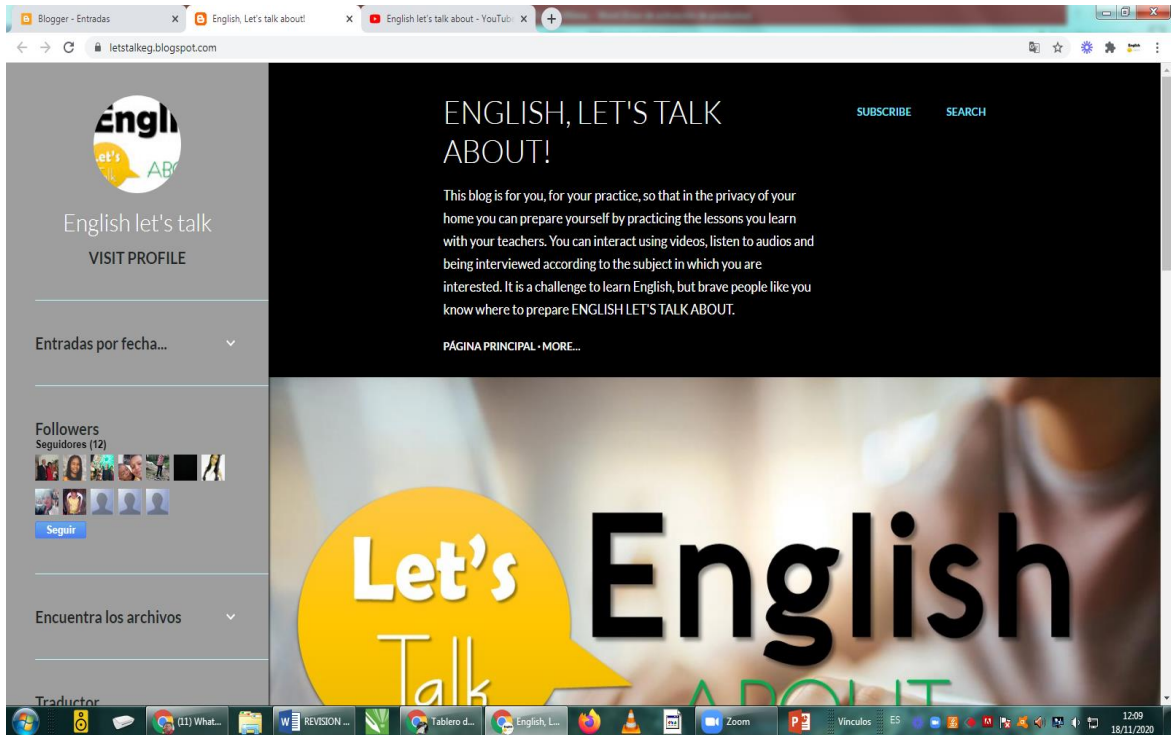 Blogger - Entradas
English, Let's talk about!
English let's talk about - YouTub
letstalkeg.blogspot.com
Engli
Let's
Talk
ABO
English let's talk
VISIT PROFILE
Entradas por fecha...
Followers
Seguidores (12)
Seguir
Encuentra los archivos
Traductor
ENGLISH, LET'S TALK
ABOUT!
SUBSCRIBE SEARCH
This blog is for you, for your practice, so that in the privacy of your
home you can prepare yourself by practicing the lessons you learn
with your teachers. You can interact using videos, listen to audios and
being interviewed according to the subject in which you are
interested. It is a challenge to learn English, but brave people like you
know where to prepare ENGLISH LET'S TALK ABOUT.
PÁGINA PRINCIPAL · MORE...
Let's
Talk
English
ABOUT
(11) What... REVISION ... Tablero d... English, L... Zoom Vínculos ES
12:09
18/11/2020